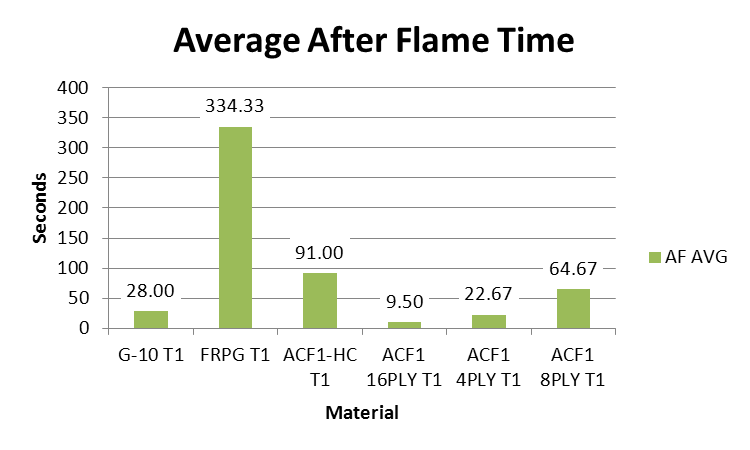 Average After Flame Time
400
350
300
250
200
150
100
50
0
Seconds
28.00
334.33
91.00
9.50
22.67
64.67
G-10 T1
FRPG T1
ACF1-HC
T1
ACF1
16PLY T1
ACF1
4PLY T1
ACF1
8PLY T1
Material
AF AVG